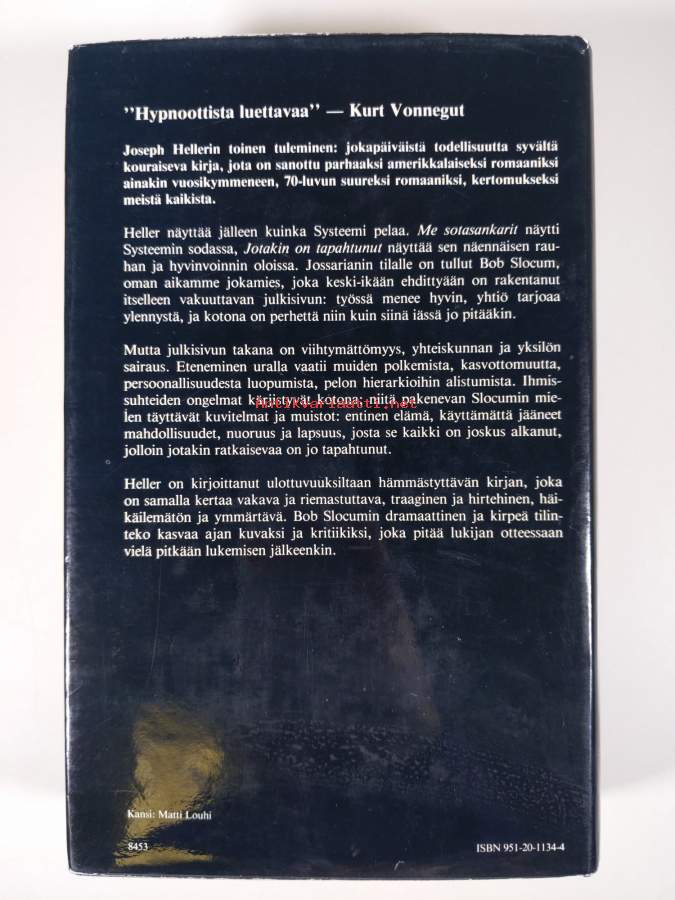 "Hypnoottista luettavaa" — Kurt Vonnegut
Joseph Hellerin toinen tuleminen: jokapäiväistä todellisuutta syvältä
kouraiseva kirja, jota on sanottu parhaaksi amerikkalaiseksi romaaniksi
ainakin vuosikymmeneen, 70-luvun suureksi romaaniksi, kertomukseksi
meistä kaikista.
Heller näyttää jälleen kuinka Systeemi pelaa. Me sotasankarit näytti
Systeemin sodassa, Jotakin on tapahtunut näyttää sen näennäisen rau-
han ja hyvinvoinnin oloissa. Jossarianin tilalle on tullut Bob Slocum,
oman aikamme jokamies, joka keski-ikään ehdittyään on rakentanut
itselleen vakuuttavan julkisivun: työssä menee hyvin, yhtiö tarjoaa
ylennystä, ja kotona on perhettä niin kuin siinä iässä jo pitääkin.
Mutta julkisivun takana on viihtymättömyys, yhteiskunnan ja yksilön
sairaus. Eteneminen uralla vaatii muiden polkemista, kasvottomuutta,
persoonallisuudesta luopumista, pelon hierarkioihin alistumista. Ihmis-
suhteiden ongelmat kärjistyvät kotona; niitä pakenevan Slocumin mie-
len täyttävät kuvitelmat ja muistot: entinen elämä, käyttämättä jääneet
mahdollisuudet, nuoruus ja lapsuus, josta se kaikki on joskus alkanut,
jolloin jotakin ratkaisevaa on jo tapahtunut.
Heller on kirjoittanut ulottuvuuksiltaan hämmästyttävän kirjan, joka
on samalla kertaa vakava ja riemastuttava, traaginen ja hirtehinen, häi-
käilemätön ja ymmärtävä. Bob Slocumin dramaattinen ja kirpeä tilin-
teko kasvaa ajan kuvaksi ja kritiikiksi, joka pitää lukijan otteessaan
vielä pitkään lukemisen jälkeenkin.
Antikvariaatti.net
Kansi: Matti Louhi
8453
ISBN 951-20-1134-4